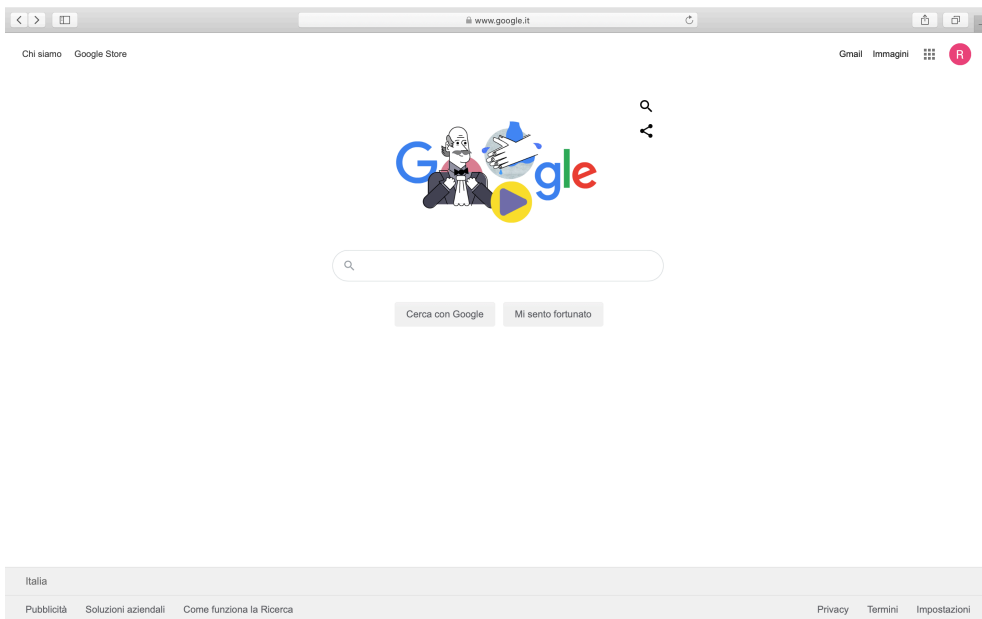 www.google.it
Chi siamo Google Store Gmail Immagini R
G gle
Cerca con Google Mi sento fortunato
Italia
Pubblicità Soluzioni aziendali Come funziona la Ricerca Privacy Termini Impostazioni